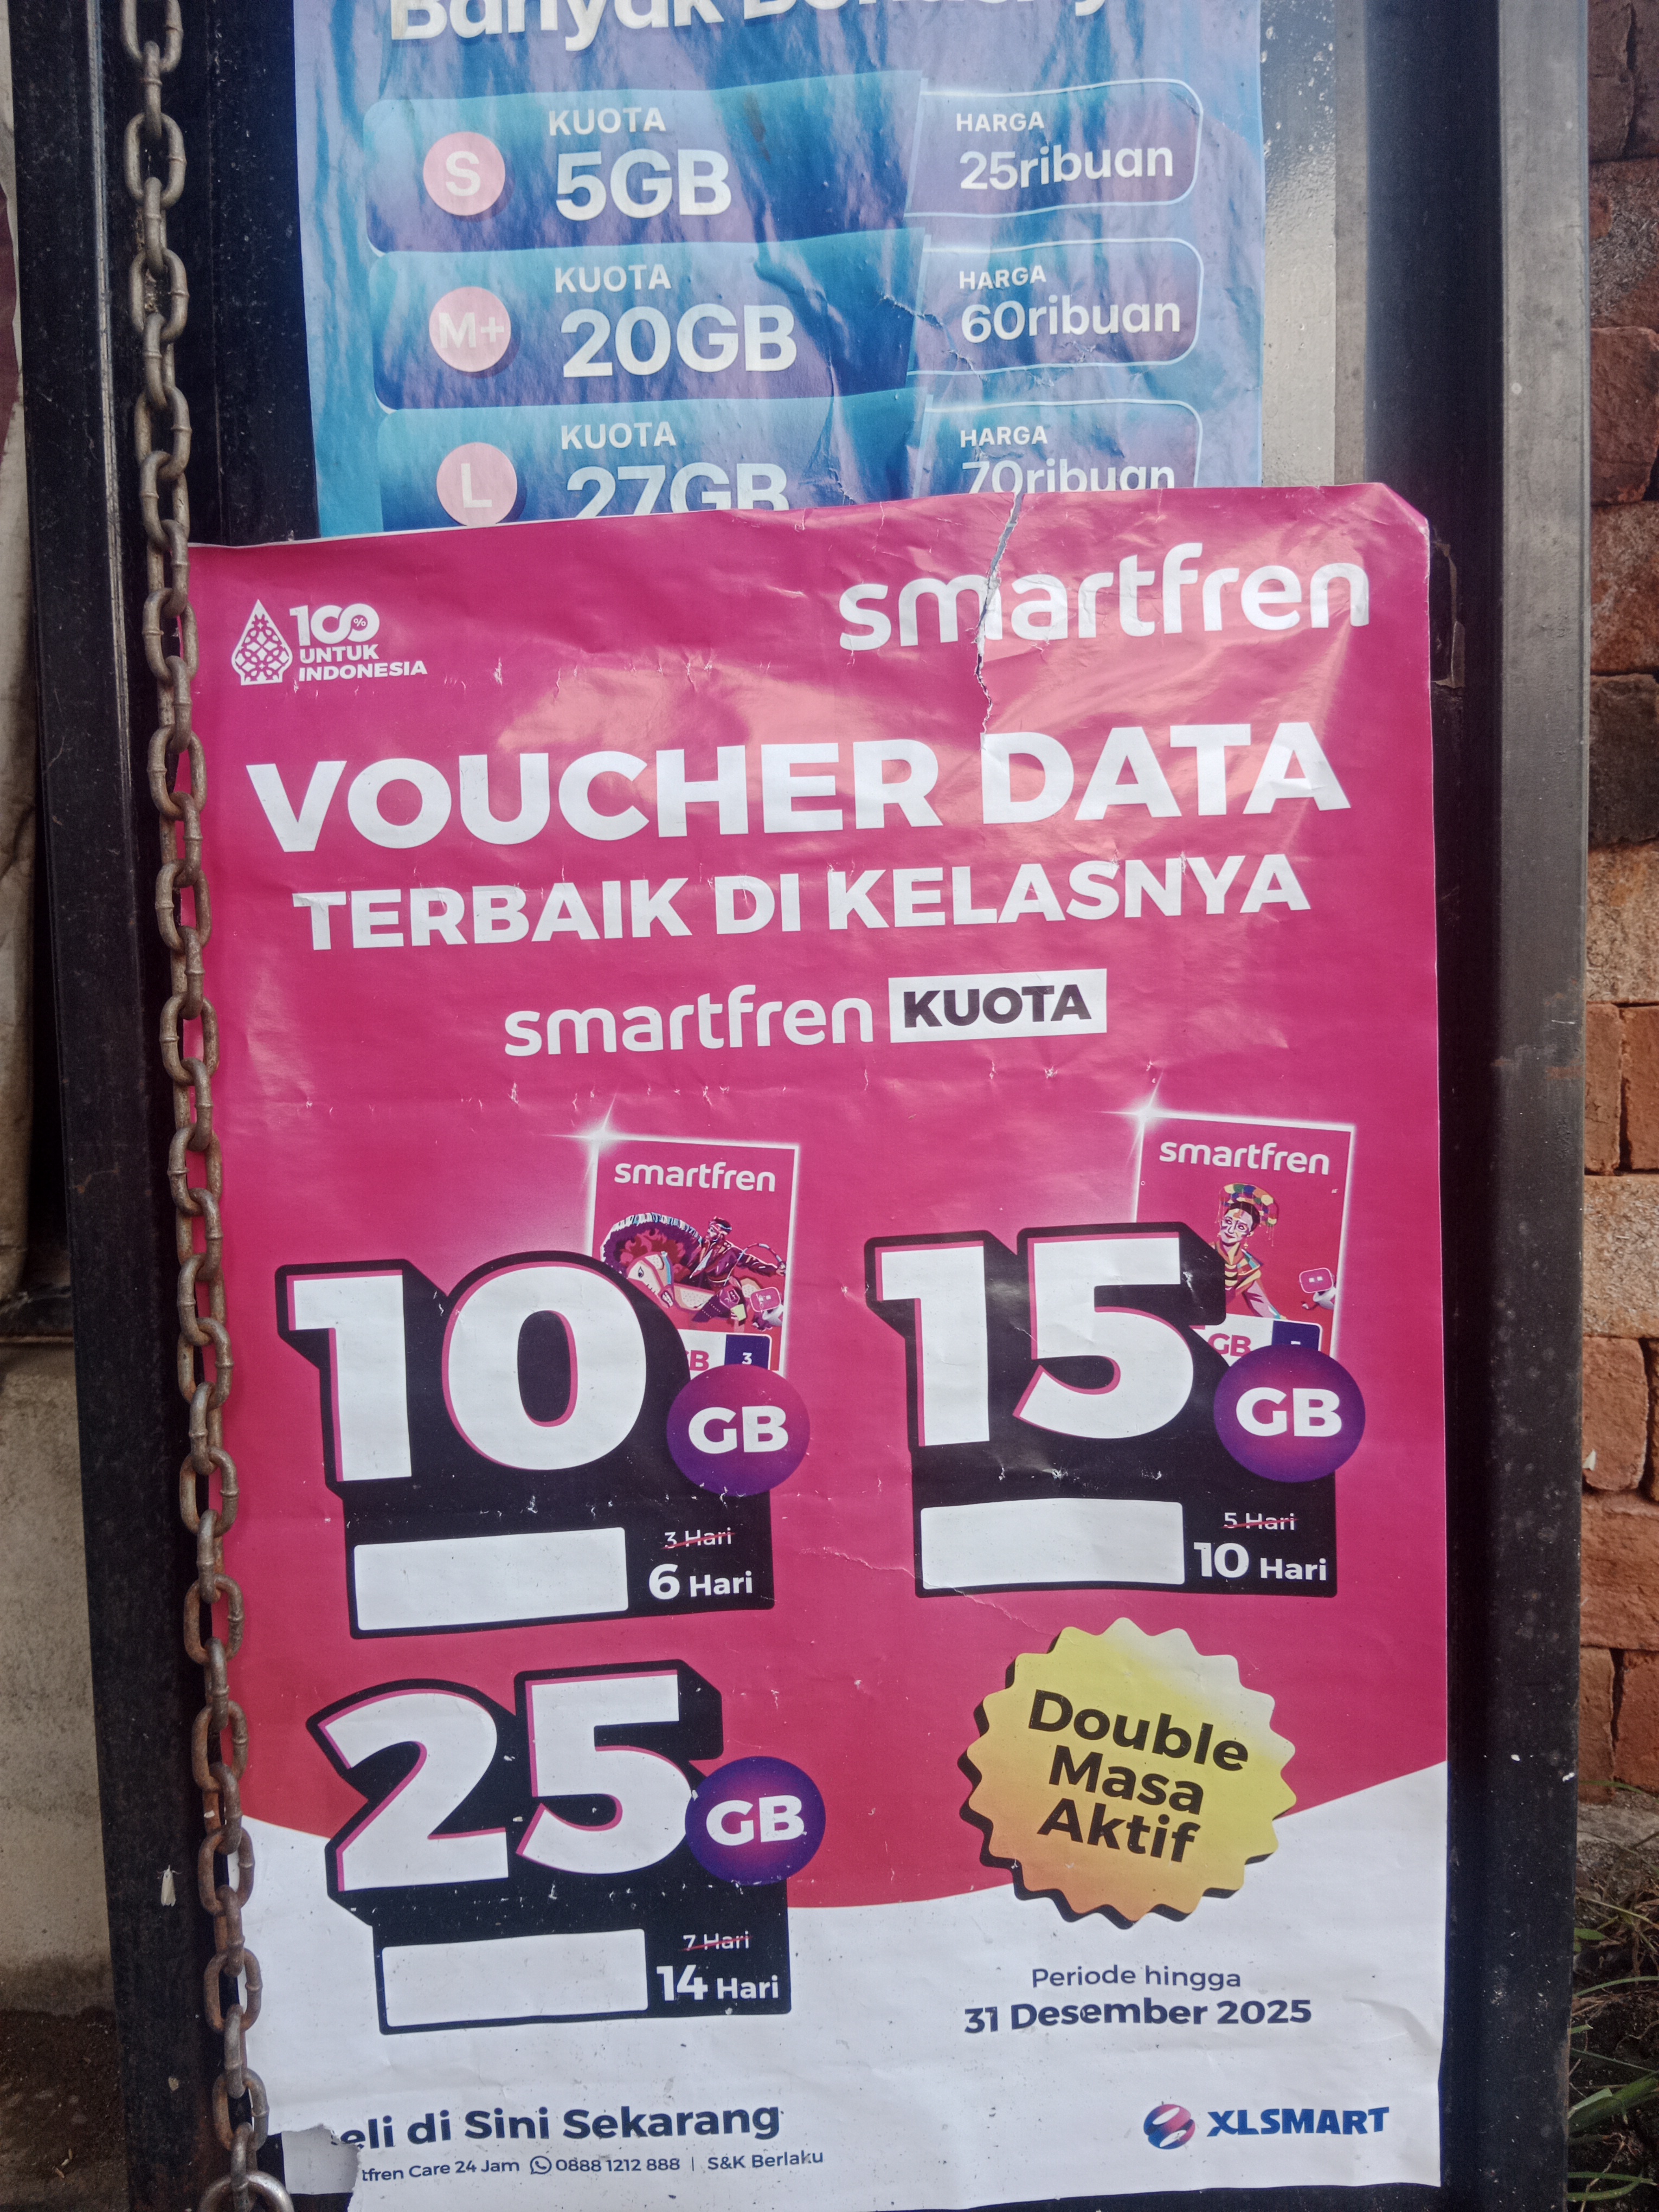 Banyak
S
KUOTA
5GB
HARGA
25ribuan
M+
KUOTA
20GB
HARGA
60ribuan
L
KUOTA
27GB
HARGA
70ribuan
100%
UNTUK
INDONESIA
smartfren
VOUCHER DATA
TERBAIK DI KELASNYA
smartfren KUOTA
smartfren
10 GB
B 3
3 Hari
6 Hari
smartfren
15 GB
GB
5 Hari
10 Hari
25 GB
7 Hari
14 Hari
Double
Masa
Aktif
Periode hingga
31 Desember 2025
eli di Sini Sekarang
tfren Care 24 Jam 0888 1212 888 | S&K Berlaku
XLSMART